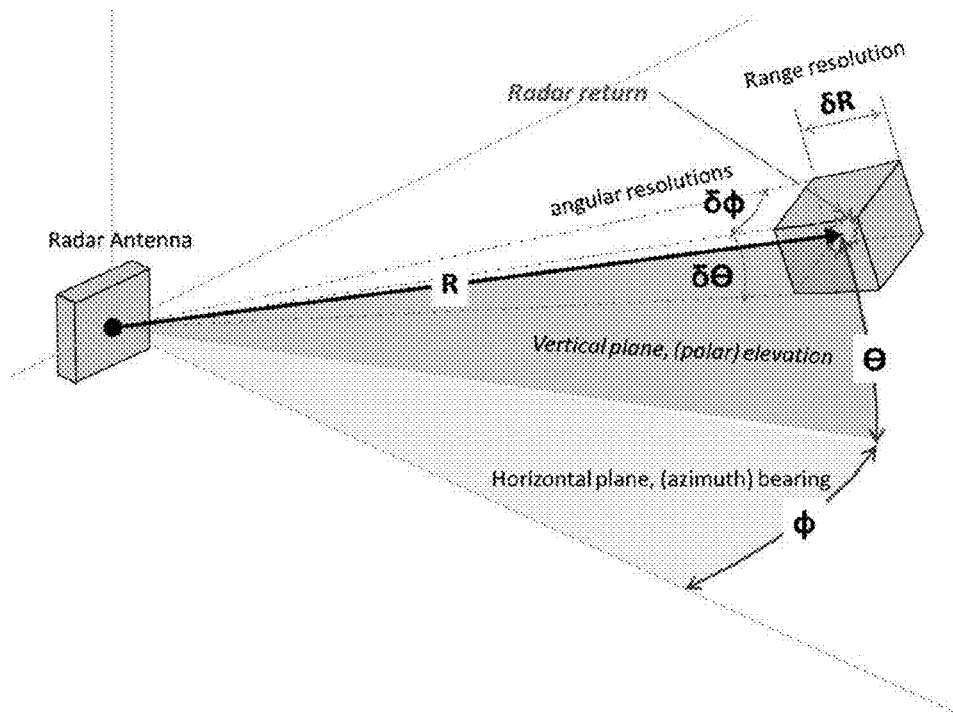 Range resolution
δR
Radar return
angular resolutions
δϕ
Radar Antenna
R
δΘ
Vertical plane, (polar) elevation
Θ
Horizontal plane, (azimuth) bearing
ϕ